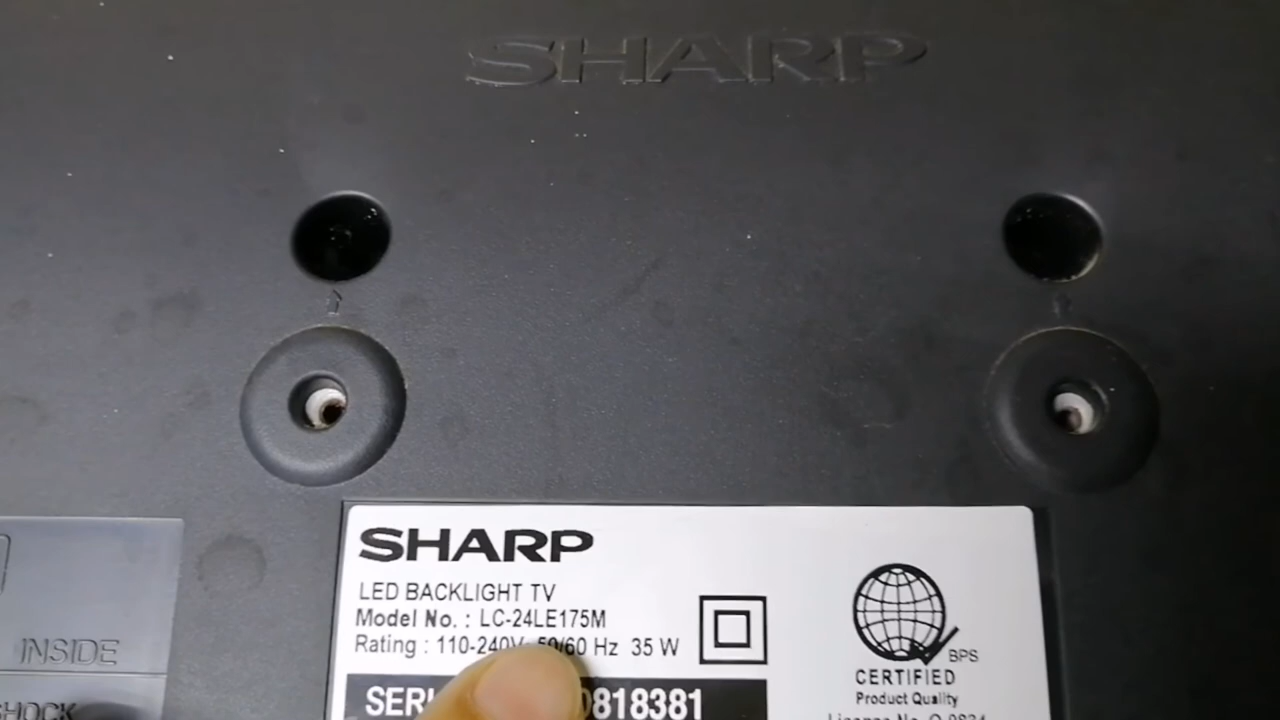 SHARP
SHARP
LED BACKLIGHT TV
Model No. : LC-24LE175M
Rating : 110-240V 50/60 Hz 35 W
BPS
CERTIFIED
Product Quality
INSIDE
SHOCK
818381